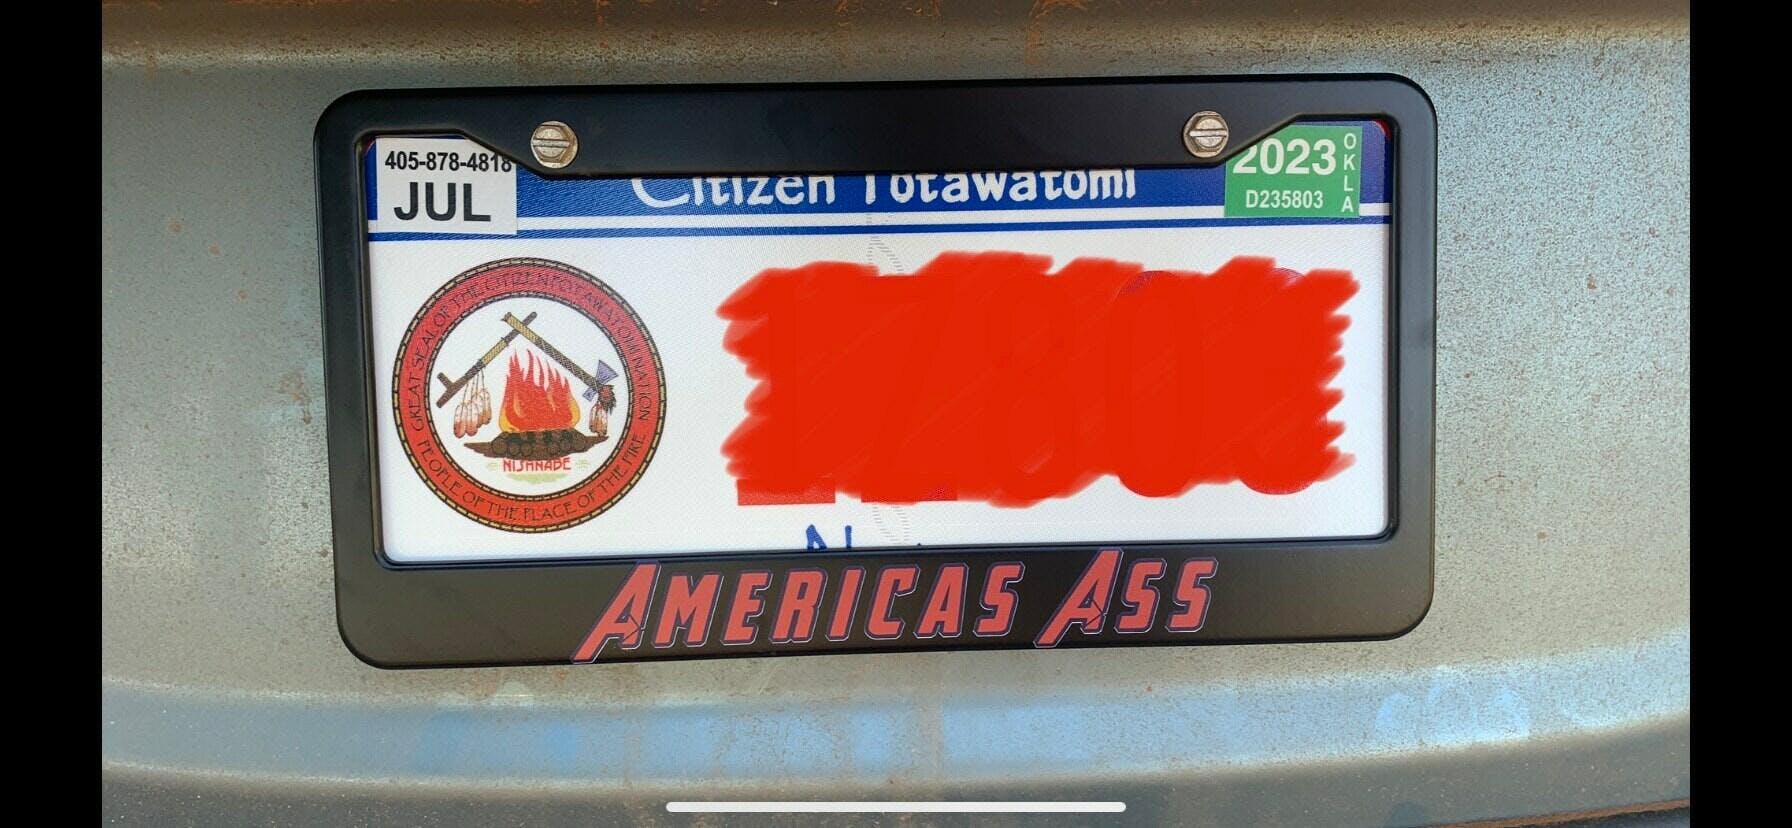 405-878-4818
JUL
Citizen Potawatomi
2023
OKLA
D235803
GREAT SEAL OF THE CITIZEN POTAWATOMI NATION
NISHNABE
PEOPLE OF THE PLACE OF THE FIRE
AMERICAS ASS